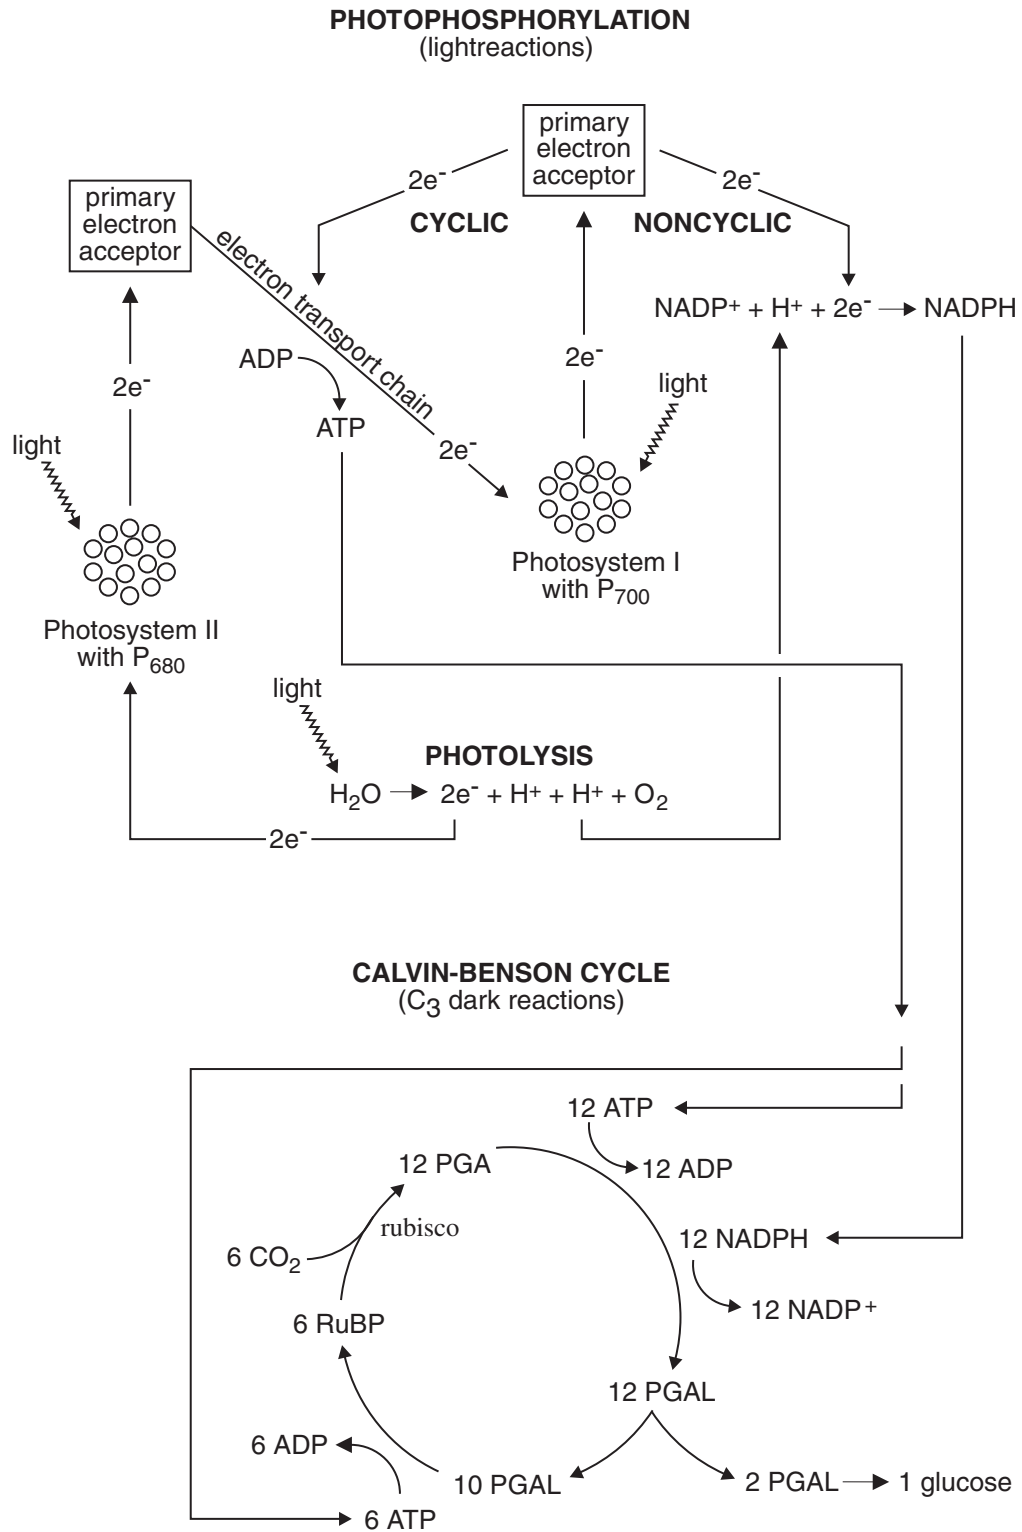 PHOTOPHOSPHORYLATION
(lightreactions)
primary
electron
acceptor
2e-
2e-
CYCLIC
NONCYCLIC
primary
electron
acceptor
electron transport chain
NADP+ + H+ + 2e-
NADPH
ADP
ATP
2e-
2e-
light
light
2e-
Photosystem I
with P700
Photosystem II
with P680
light
PHOTOLYSIS
H2O
2e- + H+ + H+ + O2
2e-
CALVIN-BENSON CYCLE
(C3 dark reactions)
12 ATP
12 ADP
12 PGA
rubisco
6 CO2
12 NADPH
12 NADP+
6 RuBP
12 PGAL
6 ADP
10 PGAL
2 PGAL
1 glucose
6 ATP